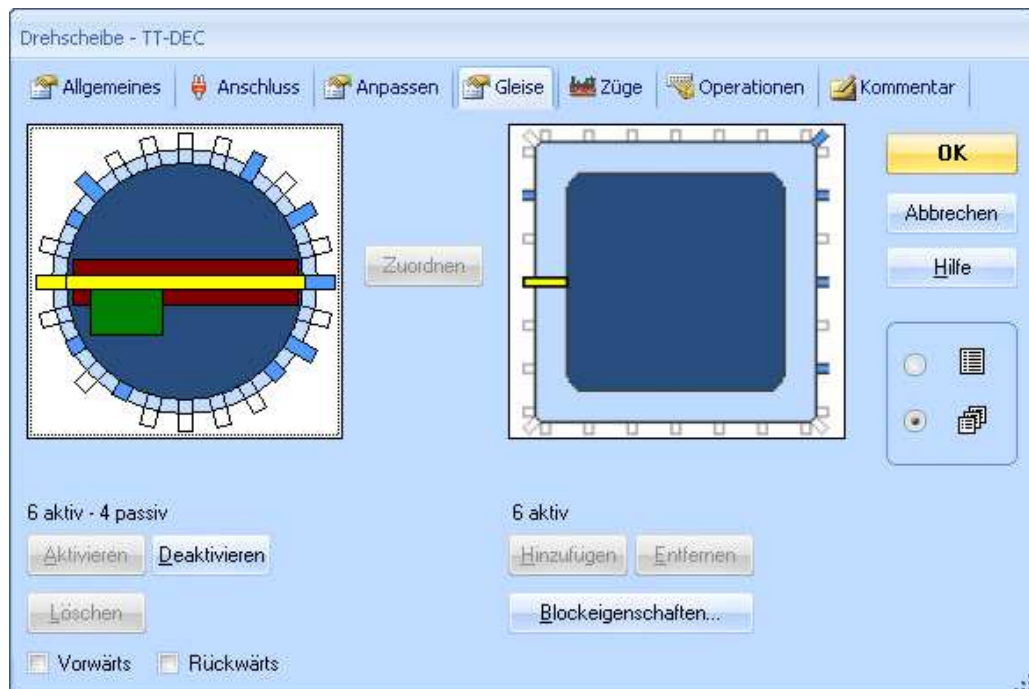 Drehscheibe - TT-DEC
Allgemeines Anschluss Anpassen Gleise Züge Operationen Kommentar
OK
Zuordnen
Abbrechen
Hilfe
6 aktiv - 4 passiv
6 aktiv
Aktivieren Deaktivieren
Hinzufügen Entfernen
Löschen
Blockeigenschaften...
Vorwärts Rückwärts